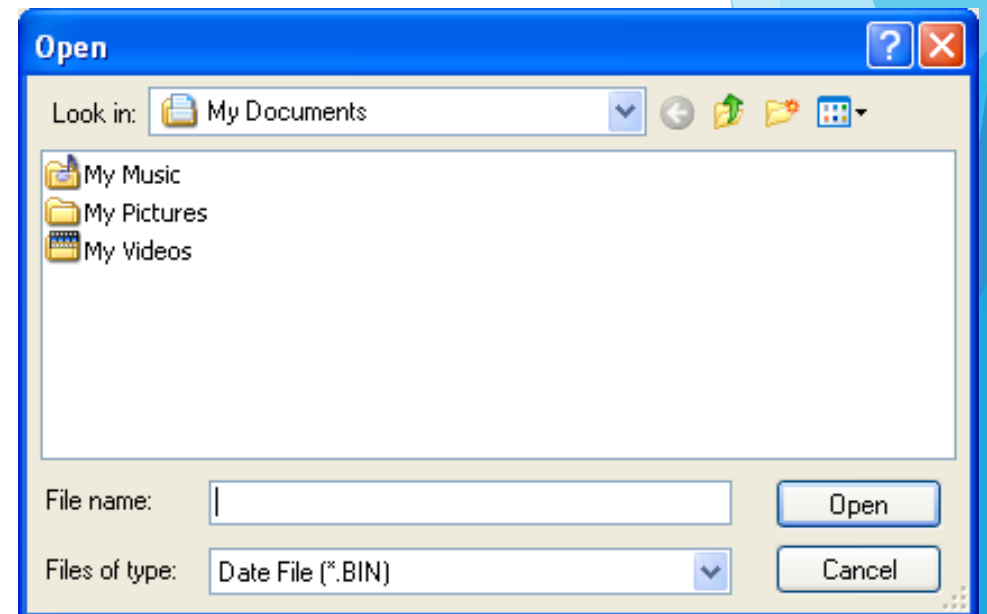 Open
Look in: My Documents
My Music
My Pictures
My Videos
File name: Open
Files of type: Date File (*.BIN) Cancel